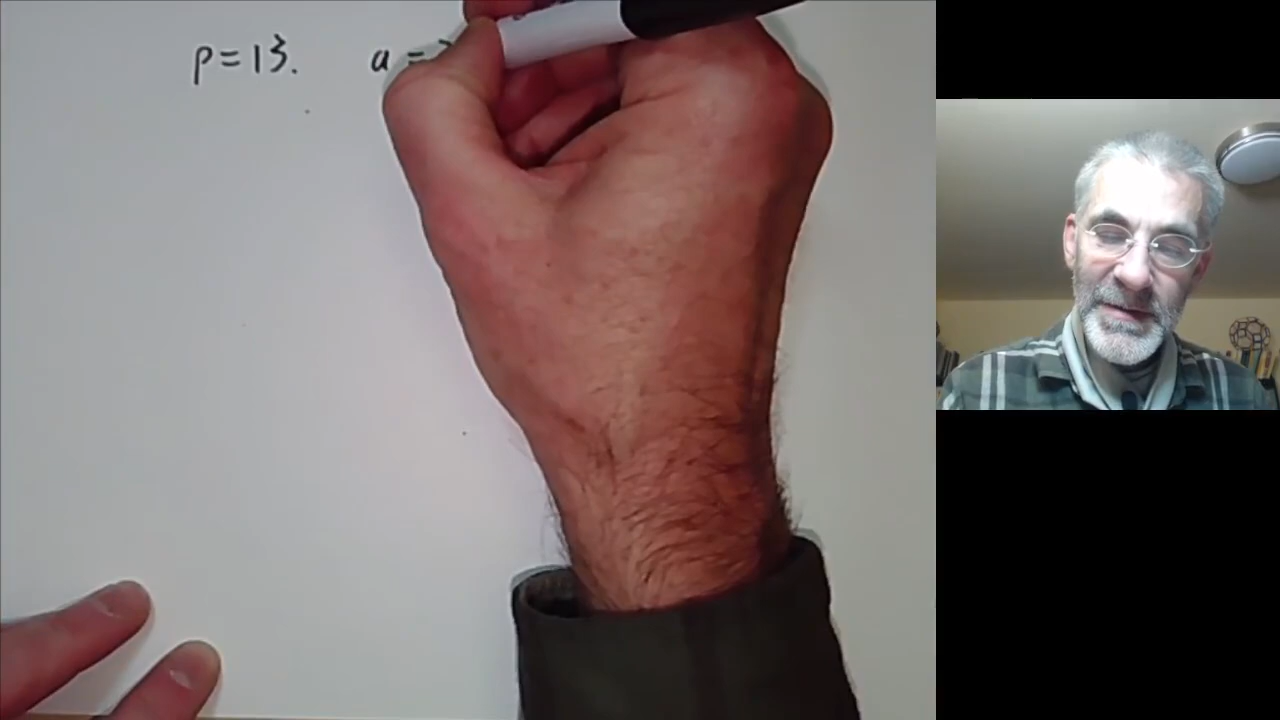 p=13. a =